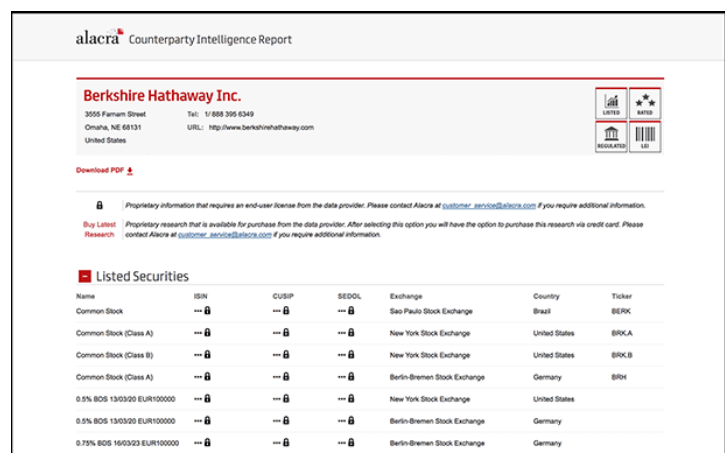 alacra Counterparty Intelligence Report
Berkshire Hathaway Inc.
3555 Farnam Street Tel: 1/ 888 395 6349
Omaha, NE 68131 URL: http://www.berkshirehathaway.com
United States
LISTED RATED
REGULATED LEI
Download PDF
Proprietary information that requires an end-user license from the data provider. Please contact Alacra at customer_service@alacra.com if you require additional information.
Buy Latest Research Proprietary research that is available for purchase from the data provider. After selecting this option you will have the option to purchase this research via credit card. Please
contact Alacra at customer_service@alacra.com if you require additional information.
Listed Securities
Name ISIN CUSIP SEDOL Exchange Country Ticker
Common Stock ••• ••• ••• Sao Paulo Stock Exchange Brazil BERK
Common Stock (Class A) ••• ••• ••• New York Stock Exchange United States BRK.A
Common Stock (Class B) ••• ••• ••• New York Stock Exchange United States BRK.B
Common Stock (Class A) ••• ••• ••• Berlin-Bremen Stock Exchange Germany BRH
0.5% BDS 13/03/20 EUR100000 ••• ••• ••• New York Stock Exchange United States
0.5% BDS 13/03/20 EUR100000 ••• ••• ••• Berlin-Bremen Stock Exchange Germany
0.75% BDS 16/03/23 EUR100000 ••• ••• ••• Berlin-Bremen Stock Exchange Germany